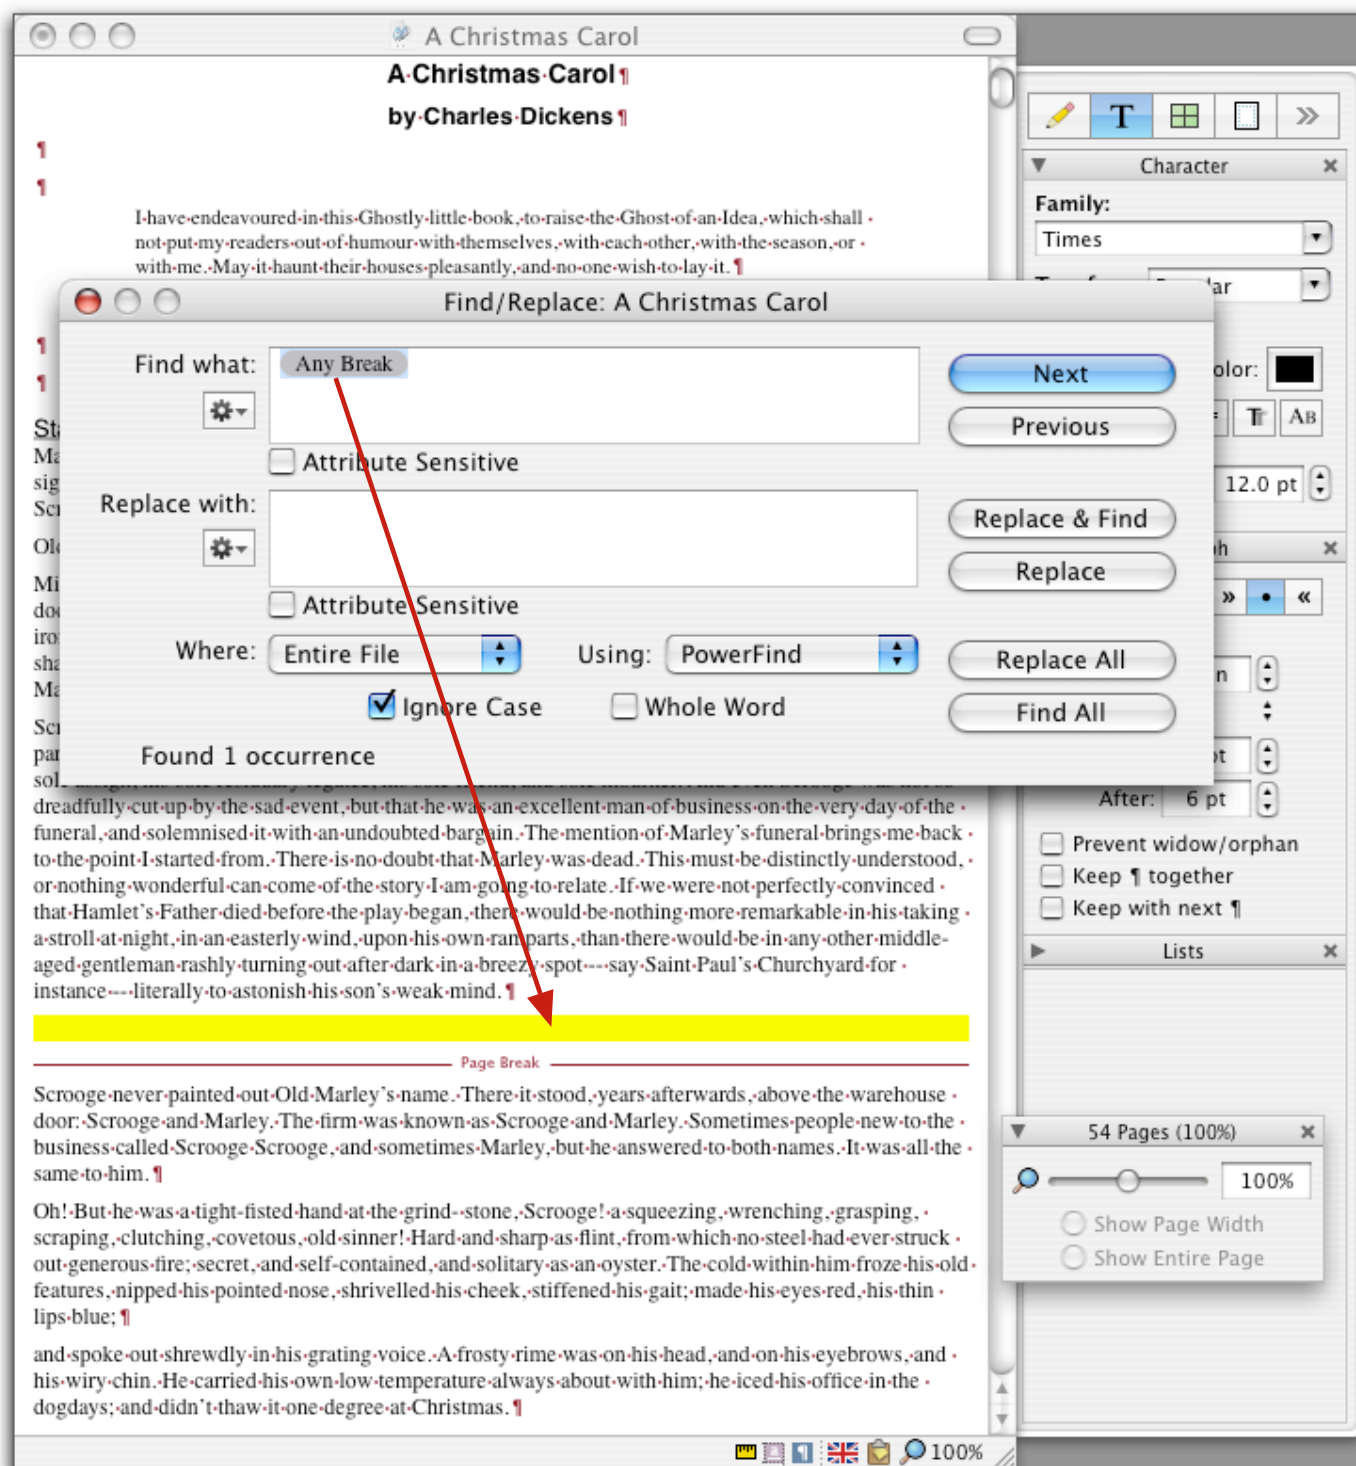 A Christmas Carol
A·Christmas·Carol¶
by·Charles·Dickens¶
¶
¶
I·have·endeavoured·in·this·Ghostly·little·book,·to·raise·the·Ghost·of·an·Idea,·which·shall·
not·put·my·readers·out·of·humour·with·themselves,·with·each·other,·with·the·season,·or·
with·me.·May·it·haunt·their·houses·pleasantly,·and·no·one·wish·to·lay·it.¶
Find/Replace: A Christmas Carol
Find what:
Any Break
Attribute Sensitive
Replace with:
Attribute Sensitive
Where:
Entire File
Using:
PowerFind
Ignore Case
Whole Word
Found 1 occurrence
Next
Previous
Replace & Find
Replace
Replace All
Find All
¶
¶
dreadfully·cut·up·by·the·sad·event,·but·that·he·was·an·excellent·man·of·business·on·the·very·day·of·the·
funeral,·and·solemnised·it·with·an·undoubted·bargain.·The·mention·of·Marley's·funeral·brings·me·back·
to·the·point·I·started·from.·There·is·no·doubt·that·Marley·was·dead.·This·must·be·distinctly·understood,·
or·nothing·wonderful·can·come·of·the·story·I·am·going·to·relate.·If·we·were·not·perfectly·convinced·
that·Hamlet's·Father·died·before·the·play·began,·there·would·be·nothing·more·remarkable·in·his·taking·
a·stroll·at·night,·in·an·easterly·wind,·upon·his·own·ramparts,·than·there·would·be·in·any·other·middle-
aged·gentleman·rashly·turning·out·after·dark·in·a·breezy·spot---say·Saint·Paul's·Churchyard·for·
instance---literally·to·astonish·his·son's·weak·mind.¶
Page Break
Scrooge·never·painted·out·Old·Marley's·name.·There·it·stood,·years·afterwards,·above·the·warehouse·
door:·Scrooge·and·Marley.·The·firm·was·known·as·Scrooge·and·Marley.·Sometimes·people·new·to·the·
business·called·Scrooge·Scrooge,·and·sometimes·Marley,·but·he·answered·to·both·names.·It·was·all·the·
same·to·him.¶
Oh!·But·he·was·a·tight-fisted·hand·at·the·grind--stone,·Scrooge!·a·squeezing,·wrenching,·grasping,·
scraping,·clutching,·covetous,·old·sinner!·Hard·and·sharp·as·flint,·from·which·no·steel·had·ever·struck·
out·generous·fire;·secret,·and·self-contained,·and·solitary·as·an·oyster.·The·cold·within·him·froze·his·old·
features,·nipped·his·pointed·nose,·shrivelled·his·cheek,·stiffened·his·gait;·made·his·eyes·red,·his·thin·
lips·blue;¶
and·spoke·out·shrewdly·in·his·grating·voice.·A·frosty·rime·was·on·his·head,·and·on·his·eyebrows,·and·
his·wiry·chin.·He·carried·his·own·low·temperature·always·about·with·him;·he·iced·his·office·in·the·
dogdays;·and·didn't·thaw·it·one·degree·at·Christmas.¶
100%
T
Character
Family:
Times
12.0 pt
After:
6 pt
Prevent widow/orphan
Keep ¶ together
Keep with next ¶
Lists
54 Pages (100%)
100%
Show Page Width
Show Entire Page